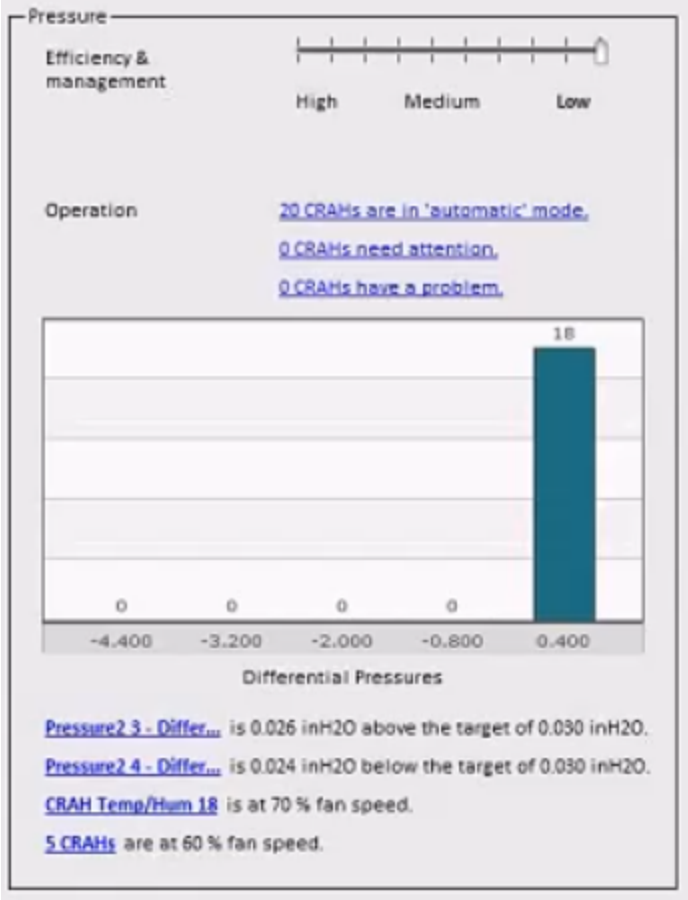 Pressure
Efficiency &
management
High Medium Low
Operation
20 CRAHs are in 'automatic' mode.
0 CRAHs need attention.
0 CRAHs have a problem.
18
0 0 0 0
-4.400 -3.200 -2.000 -0.800 0.400
Differential Pressures
Pressure2 3 - Differ... is 0.026 inH2O above the target of 0.030 inH2O.
Pressure2 4 - Differ... is 0.024 inH2O below the target of 0.030 inH2O.
CRAH Temp/Hum 18 is at 70 % fan speed.
5 CRAHs are at 60 % fan speed.